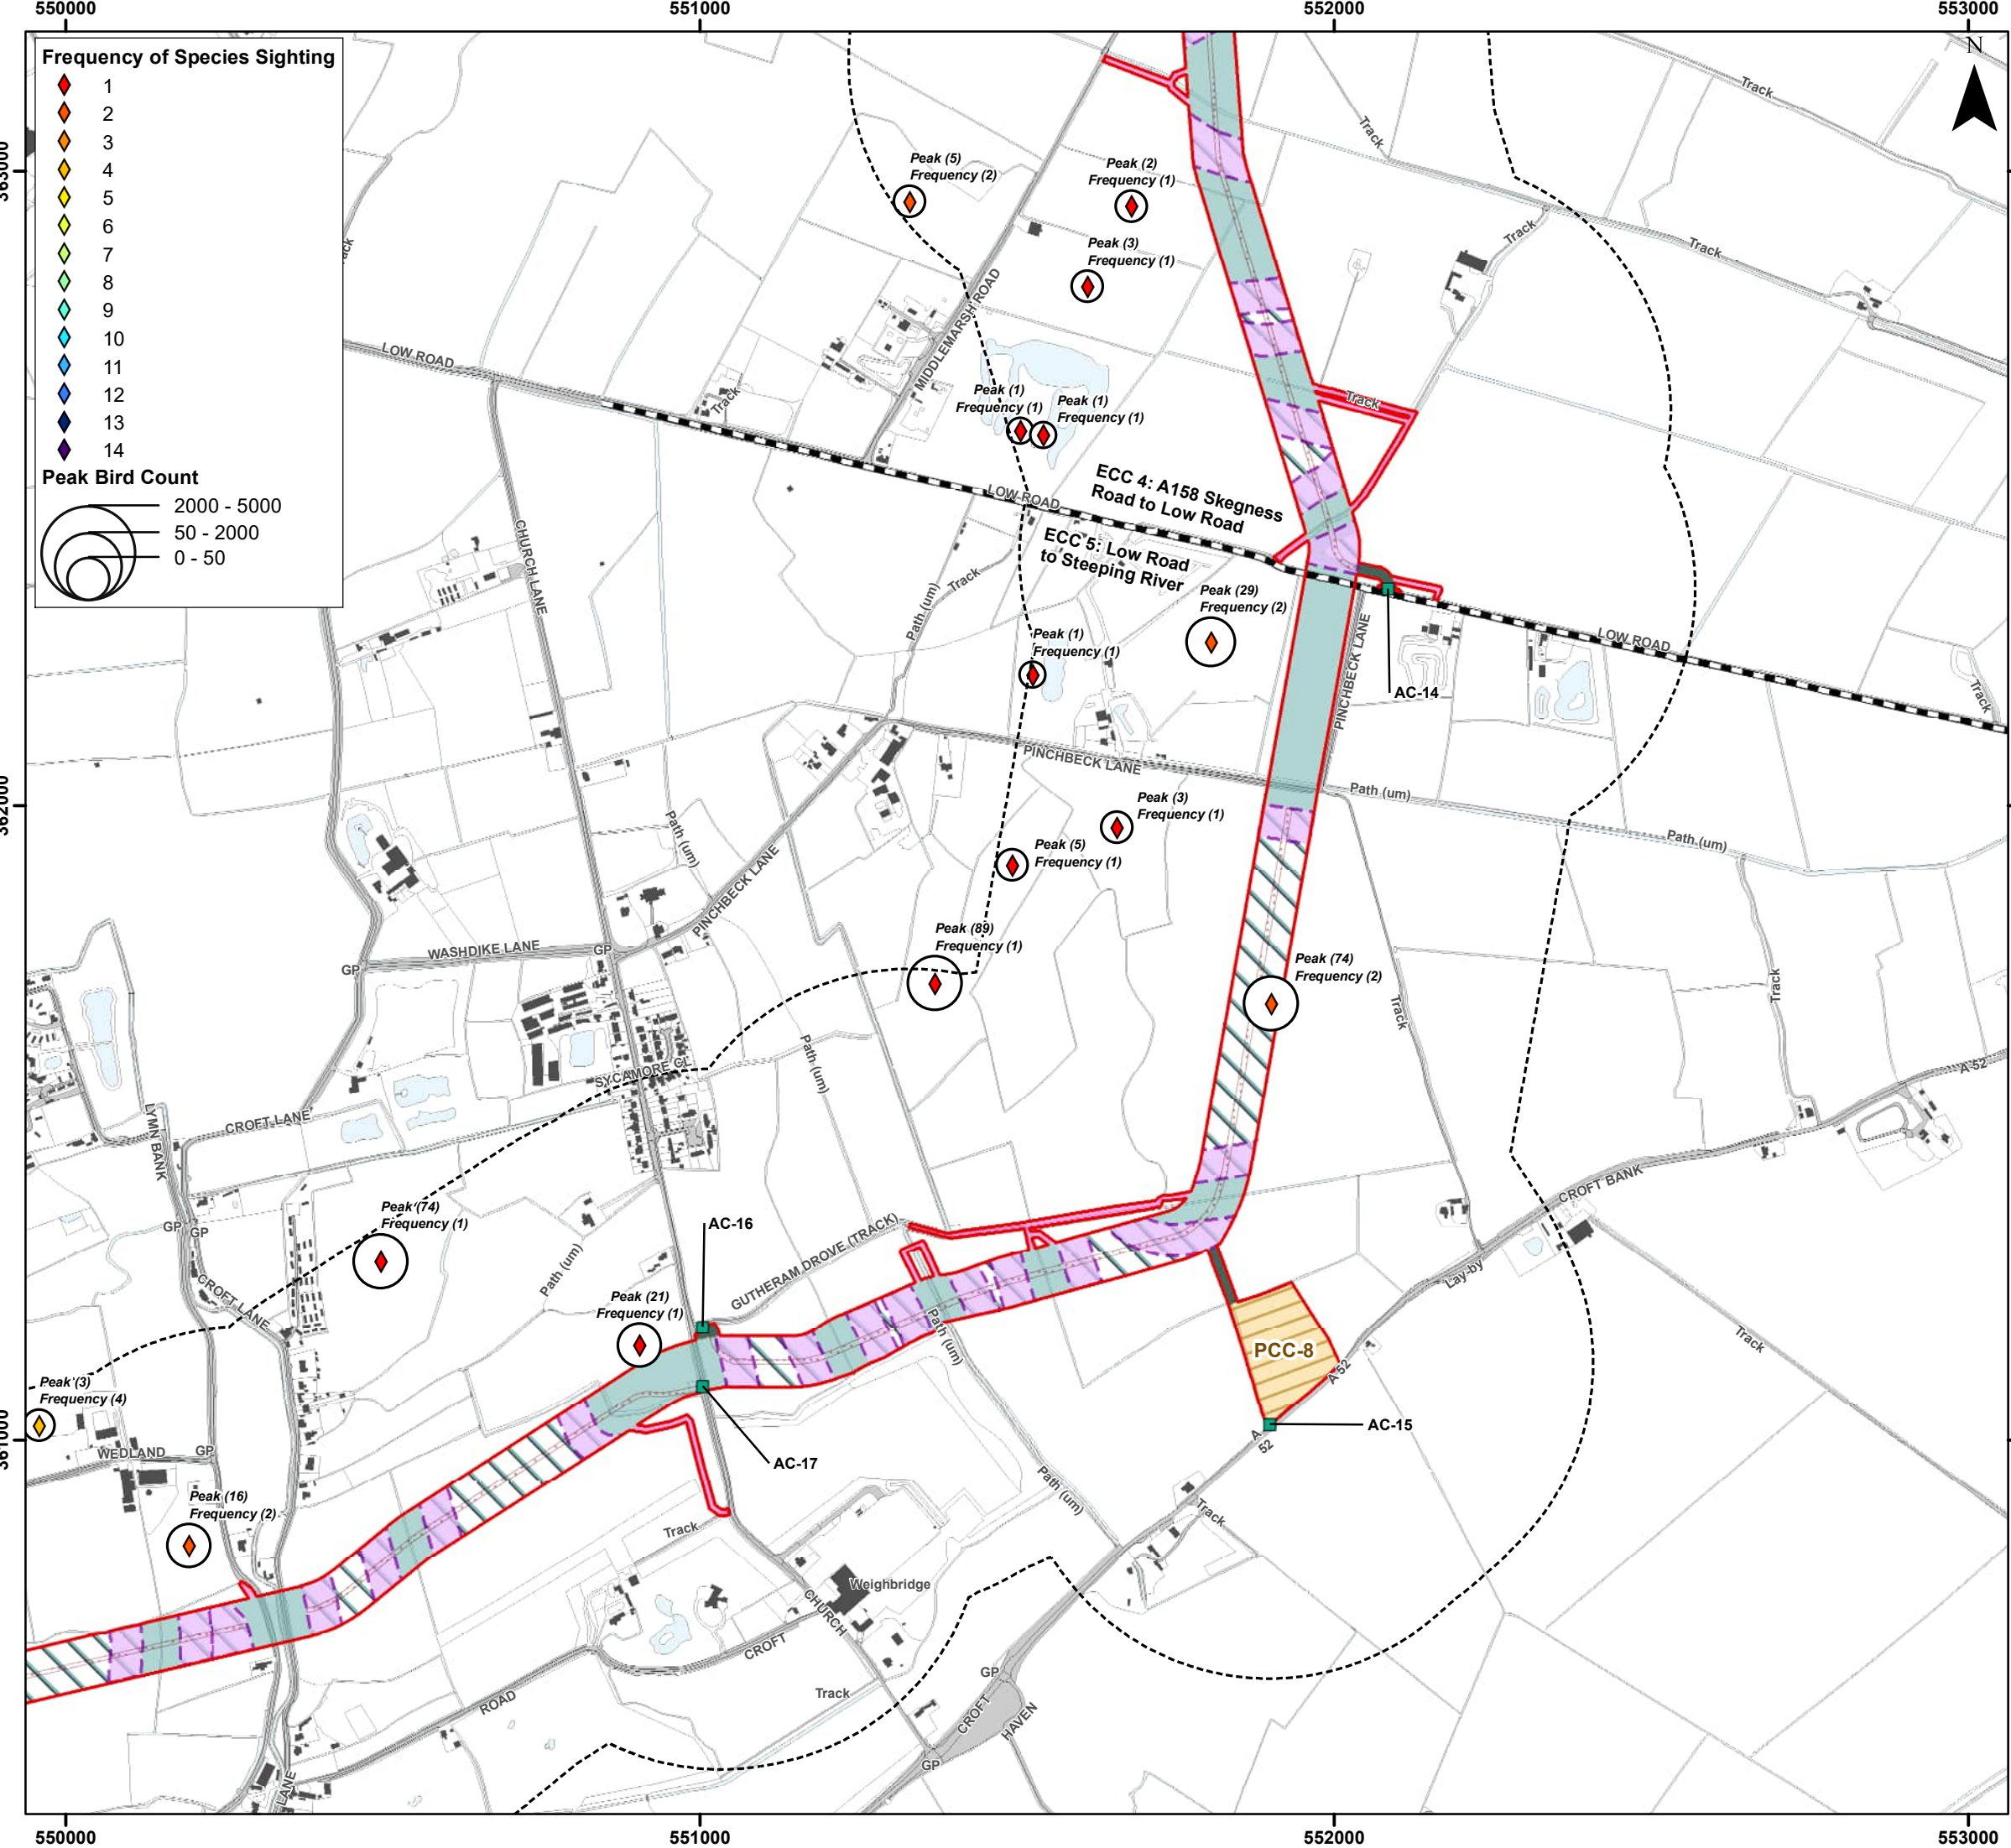 550000
551000
552000
553000
N
Frequency of Species Sighting
1
2
3
4
5
6
7
8
9
10
11
12
13
14
Peak Bird Count
2000 - 5000
50 - 2000
0 - 50
Track
Track
Peak (5)
Frequency (2)
Peak (2)
Frequency (1)
Track
Track
Peak (3)
Frequency (1)
MIDDLEMARSH ROAD
LOW ROAD
Track
Peak (1)
Frequency (1)
Peak (1)
Frequency (1)
Track
ECC 4: A158 Skegness
Road to Low Road
LOW ROAD
ECC 5: Low Road
to Steeping River
CHURCH LANE
Track
Path (um)
Peak (29)
Frequency (2)
Peak (1)
Frequency (1)
PINCHBECK LANE
LOW ROAD
AC-14
Track
PINCHBECK LANE
Path (um)
Path (um)
Path (um)
Peak (3)
Frequency (1)
Peak (5)
Frequency (1)
PINCHBECK LANE
WASHDIKE LANE
GP
GP
Peak (89)
Frequency (1)
Peak (74)
Frequency (2)
Track
Track
SYCAMORE CL
Path (um)
A 52
LYMN BANK
CROFT LANE
CROFT BANK
Peak (74)
Frequency (1)
GP
GP
AC-16
GUTHERAM DROVE (TRACK)
Path (um)
Lay-by
CROFT LANE
Peak (21)
Frequency (1)
Path (um)
PCC-8
A 52
Track
Peak (3)
Frequency (4)
AC-15
A
52
WEDLAND
GP
AC-17
Peak (16)
Frequency (2)
Path (um)
Track
Track
Weighbridge
CHURCH
CROFT
ROAD
Track
GP
CROFT
HAVEN
GP
LANE
550000
551000
552000
553000
362000
361000